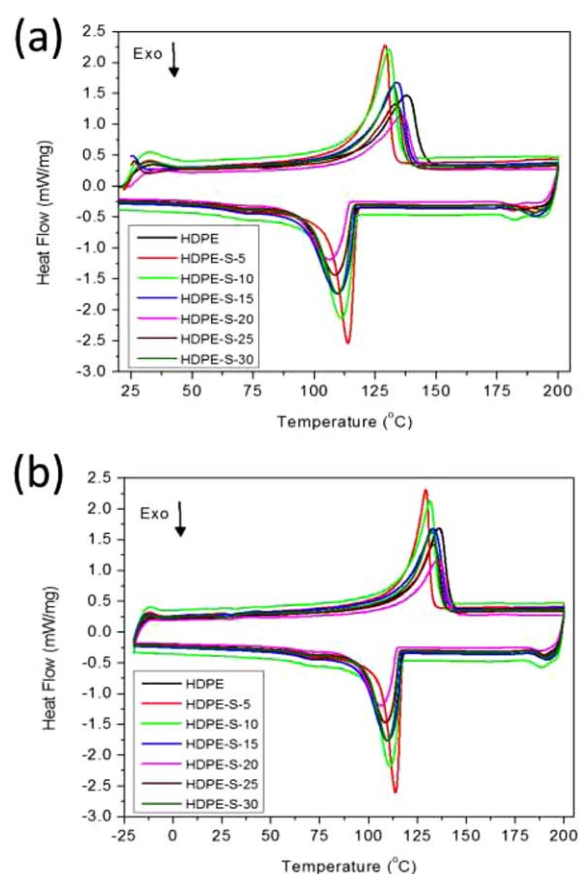 (a)
Exo
2.5
2.0
1.5
1.0
0.5
0.0
-0.5
-1.0
-1.5
-2.0
-2.5
-3.0
Heat Flow (mW/mg)
HDPE
HDPE-S-5
HDPE-S-10
HDPE-S-15
HDPE-S-20
HDPE-S-25
HDPE-S-30
25 50 75 100 125 150 175 200
Temperature (°C)
(b)
Exo
2.5
2.0
1.5
1.0
0.5
0.0
-0.5
-1.0
-1.5
-2.0
-2.5
-3.0
Heat Flow (mW/mg)
HDPE
HDPE-S-5
HDPE-S-10
HDPE-S-15
HDPE-S-20
HDPE-S-25
HDPE-S-30
-25 0 25 50 75 100 125 150 175 200
Temperature (°C)